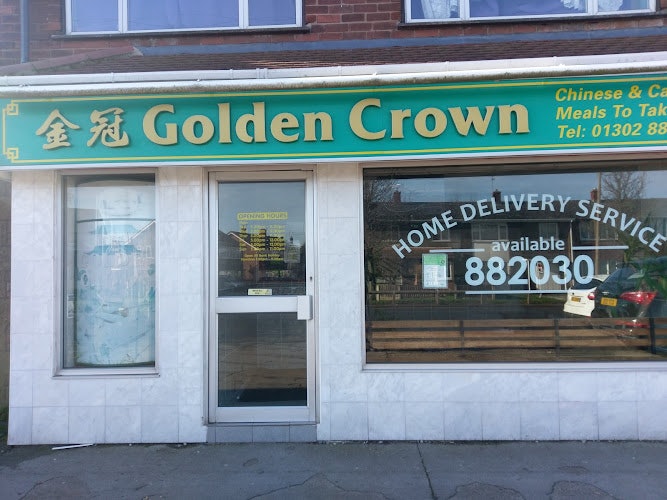 金冠 Golden Crown
Chinese & Ca
Meals To Tak
Tel: 01302 88
OPENING HOURS
HOME DELIVERY SERVICE
available
882030